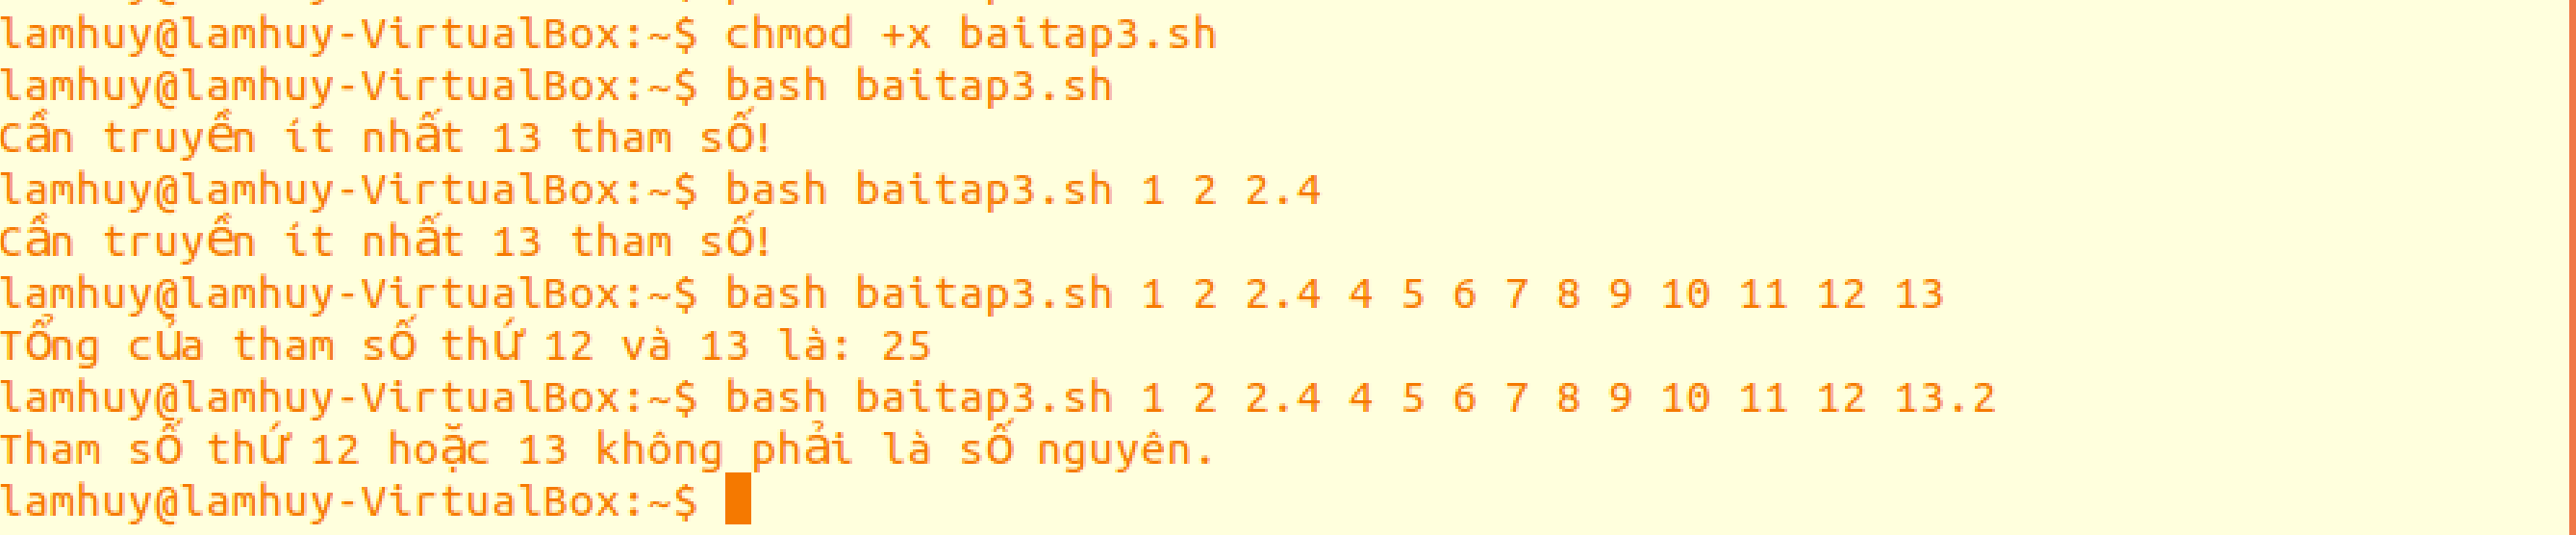 lamhuy@lamhuy-VirtualBox:~$ chmod +x baitap3.sh
lamhuy@lamhuy-VirtualBox:~$ bash baitap3.sh
Cần truyền ít nhất 13 tham số!
lamhuy@lamhuy-VirtualBox:~$ bash baitap3.sh 1 2 2.4
Cần truyền ít nhất 13 tham số!
lamhuy@lamhuy-VirtualBox:~$ bash baitap3.sh 1 2 2.4 4 5 6 7 8 9 10 11 12 13
Tổng của tham số thứ 12 và 13 là: 25
lamhuy@lamhuy-VirtualBox:~$ bash baitap3.sh 1 2 2.4 4 5 6 7 8 9 10 11 12 13.2
Tham số thứ 12 hoặc 13 không phải là số nguyên.
lamhuy@lamhuy-VirtualBox:~$